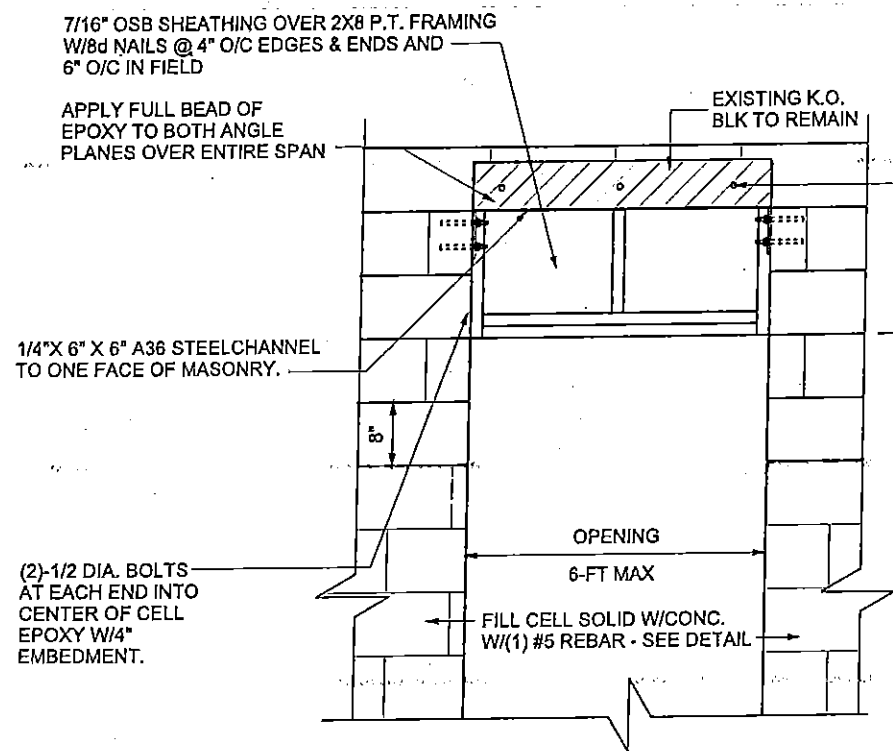 7/16" OSB SHEATHING OVER 2X8 P.T. FRAMING
W/8d NAILS @ 4" O/C EDGES & ENDS AND
6" O/C IN FIELD
APPLY FULL BEAD OF
EPOXY TO BOTH ANGLE
PLANES OVER ENTIRE SPAN
EXISTING K.O.
BLK TO REMAIN
1/4"X 6" X 6" A36 STEELCHANNEL
TO ONE FACE OF MASONRY.
8"
(2)-1/2 DIA. BOLTS
AT EACH END INTO
CENTER OF CELL
EPOXY W/4"
EMBEDMENT.
OPENING
6-FT MAX
FILL CELL SOLID W/CONC.
W/(1) #5 REBAR - SEE DETAIL